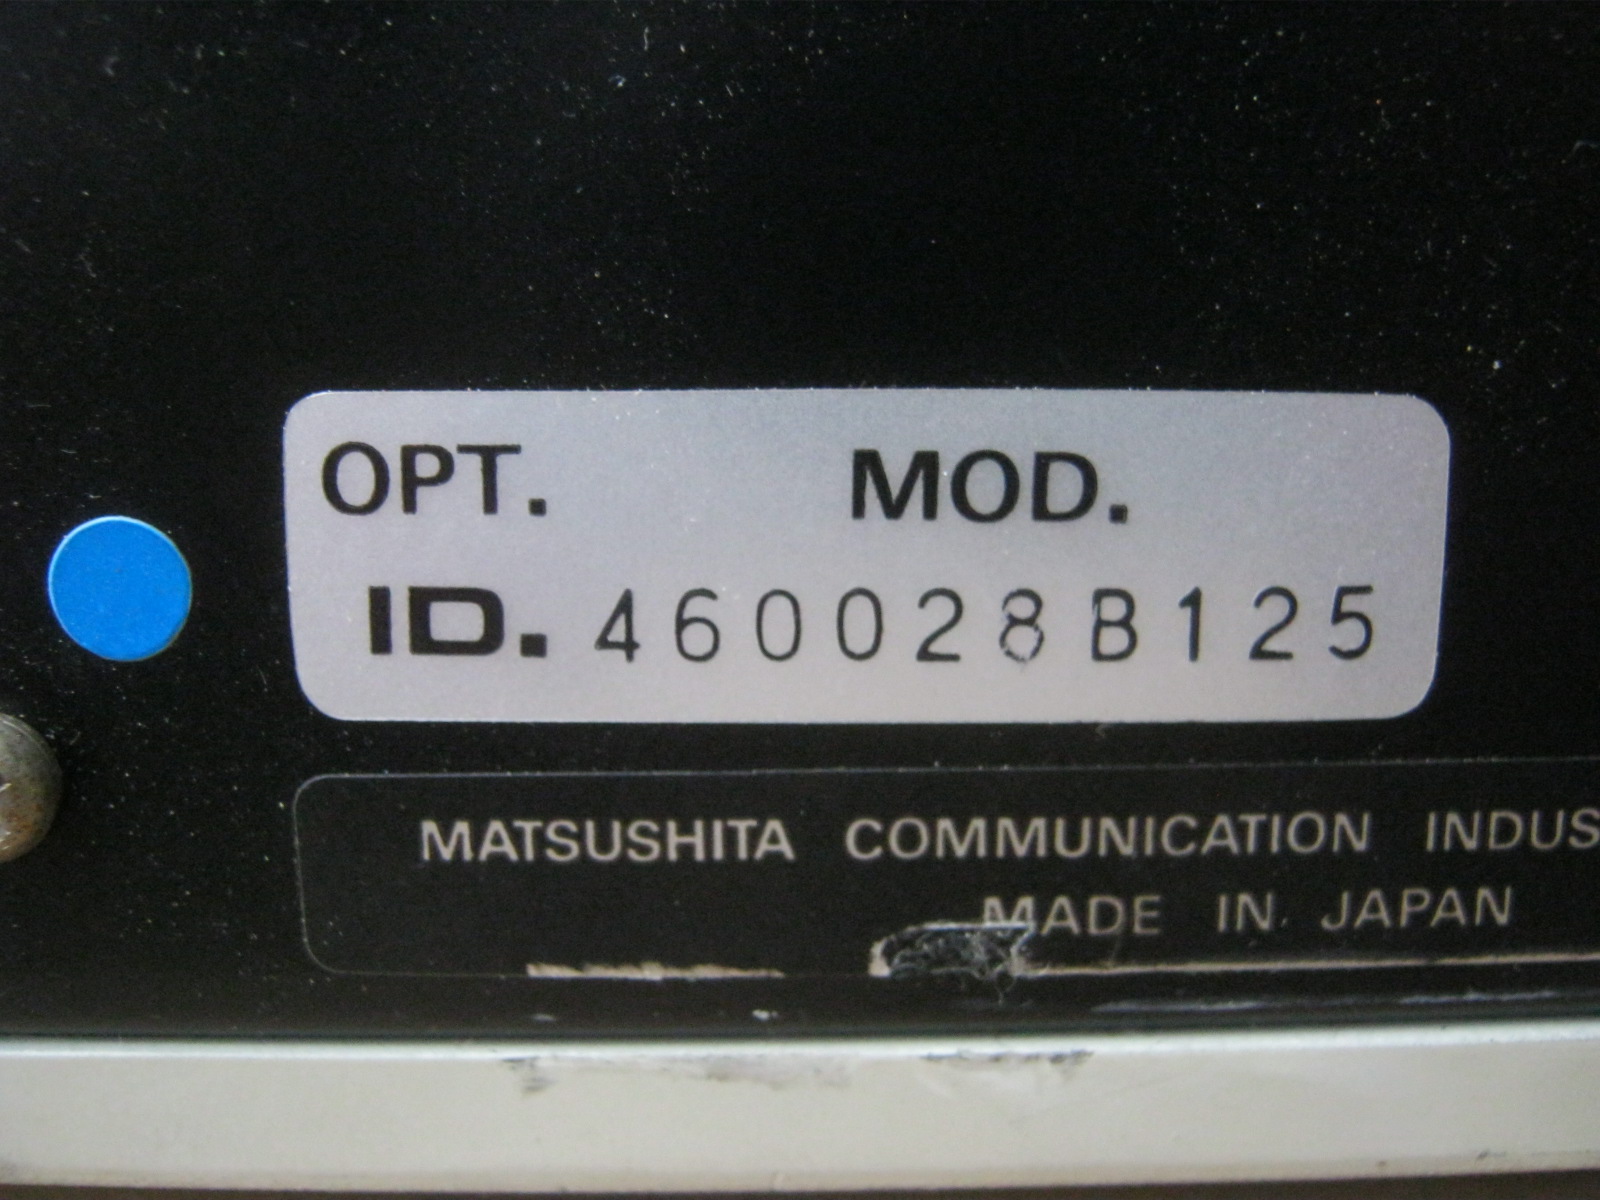 OPT. MOD.
ID. 460028B125
MATSUSHITA COMMUNICATION INDUS
MADE IN JAPAN